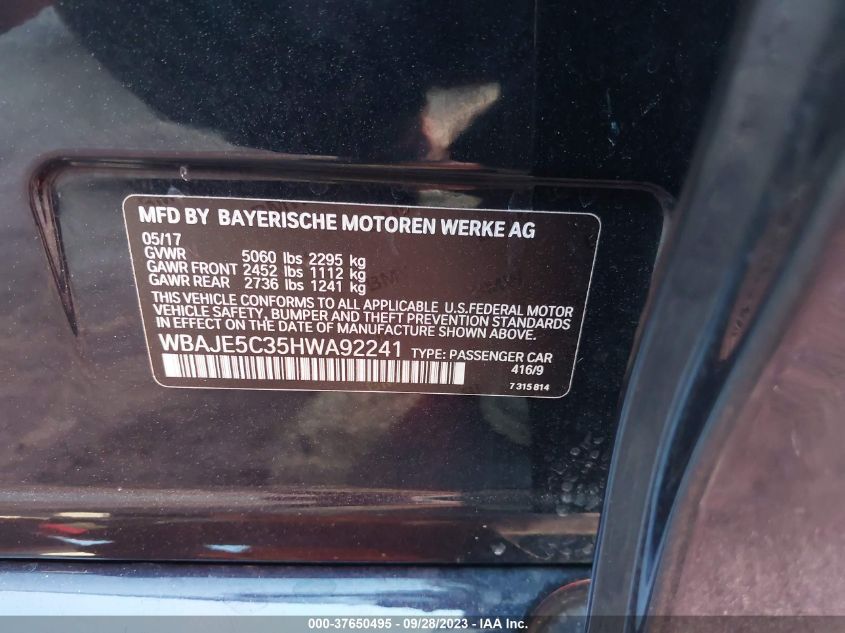 MFD BY BAYERISCHE MOTOREN WERKE AG
05/17
GVWR 5060 lbs 2295 kg
GAWR FRONT 2452 lbs 1112 kg
GAWR REAR 2736 lbs 1241 kg
THIS VEHICLE CONFORMS TO ALL APPLICABLE U.S.FEDERAL MOTOR
VEHICLE SAFETY, BUMPER AND THEFT PREVENTION STANDARDS
IN EFFECT ON THE DATE OF MANUFACTURE SHOWN ABOVE.
WBAJE5C35HWA92241 TYPE: PASSENGER CAR
416/9
7 315 814
000-37650495 - 09/28/2023 - IAA Inc.